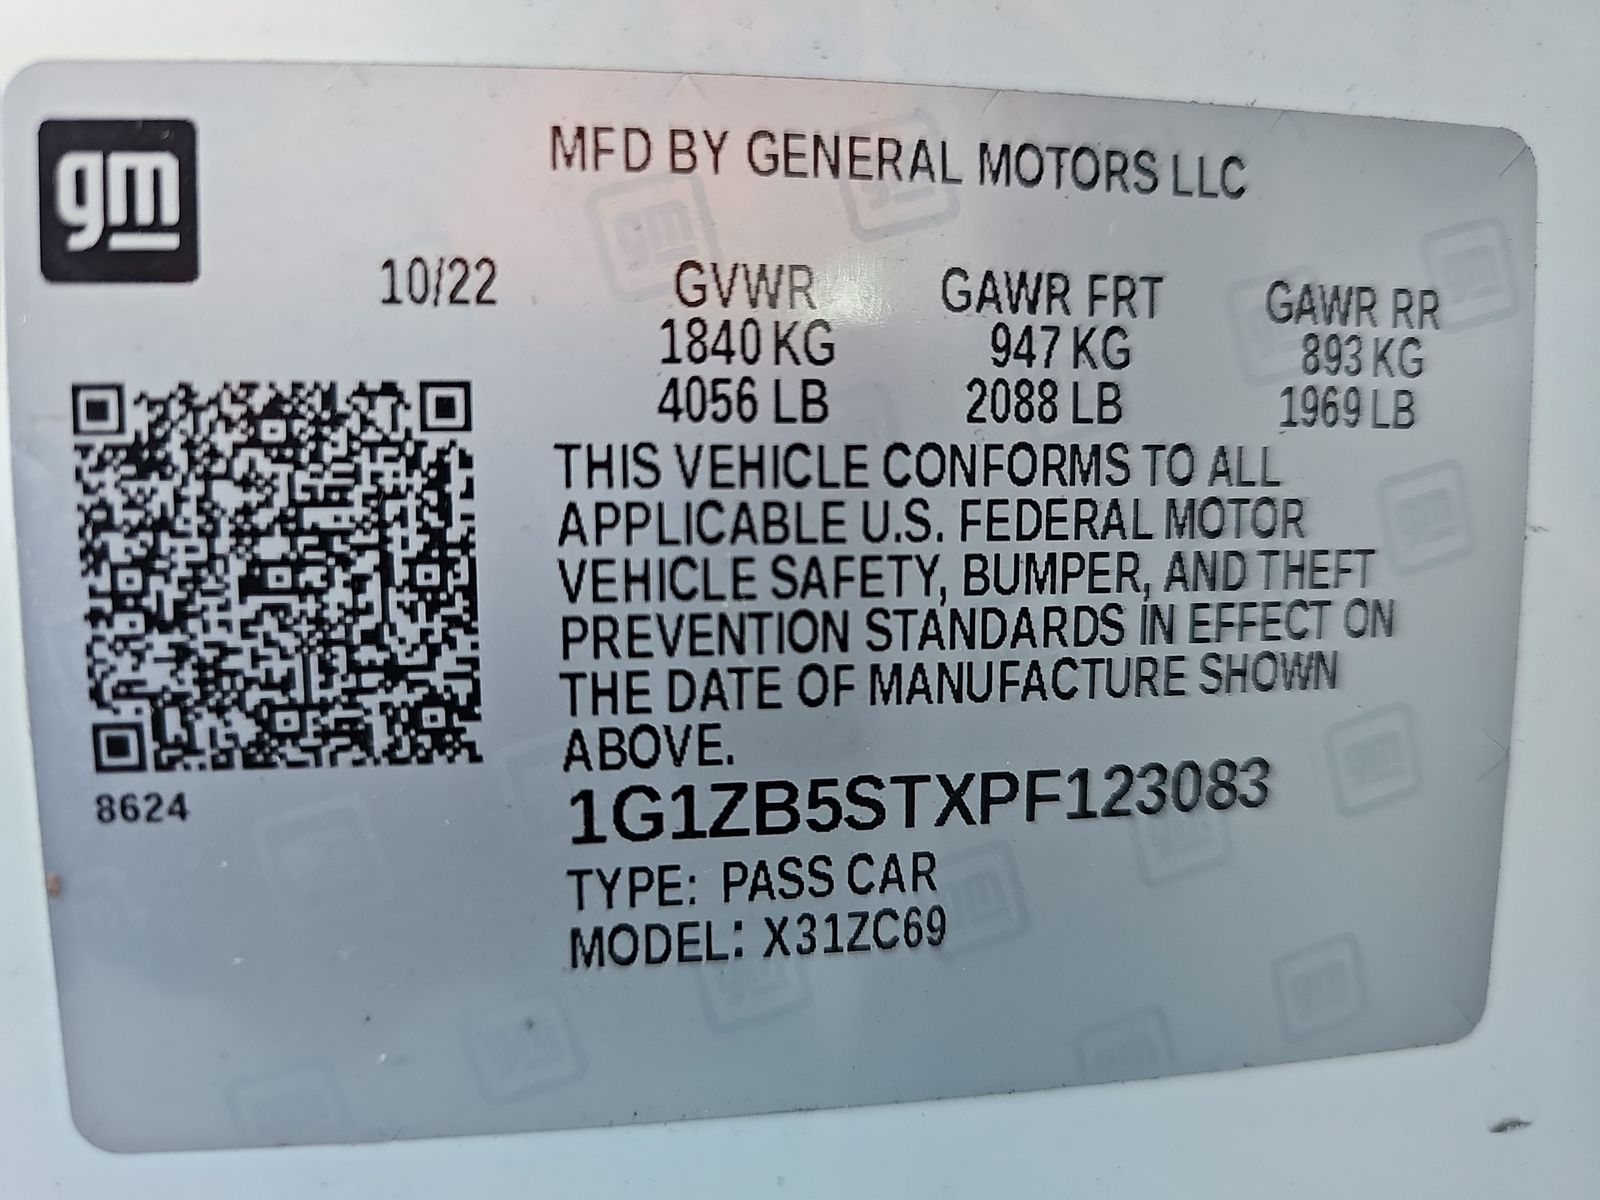 gm
MFD BY GENERAL MOTORS LLC
10/22 GVWR GAWR FRT GAWR RR
1840 KG 947 KG 893 KG
4056 LB 2088 LB 1969 LB
THIS VEHICLE CONFORMS TO ALL
APPLICABLE U.S. FEDERAL MOTOR
VEHICLE SAFETY, BUMPER, AND THEFT
PREVENTION STANDARDS IN EFFECT ON
THE DATE OF MANUFACTURE SHOWN
ABOVE.
8624
1G1ZB5STXPF123083
TYPE: PASS CAR
MODEL: X31ZC69